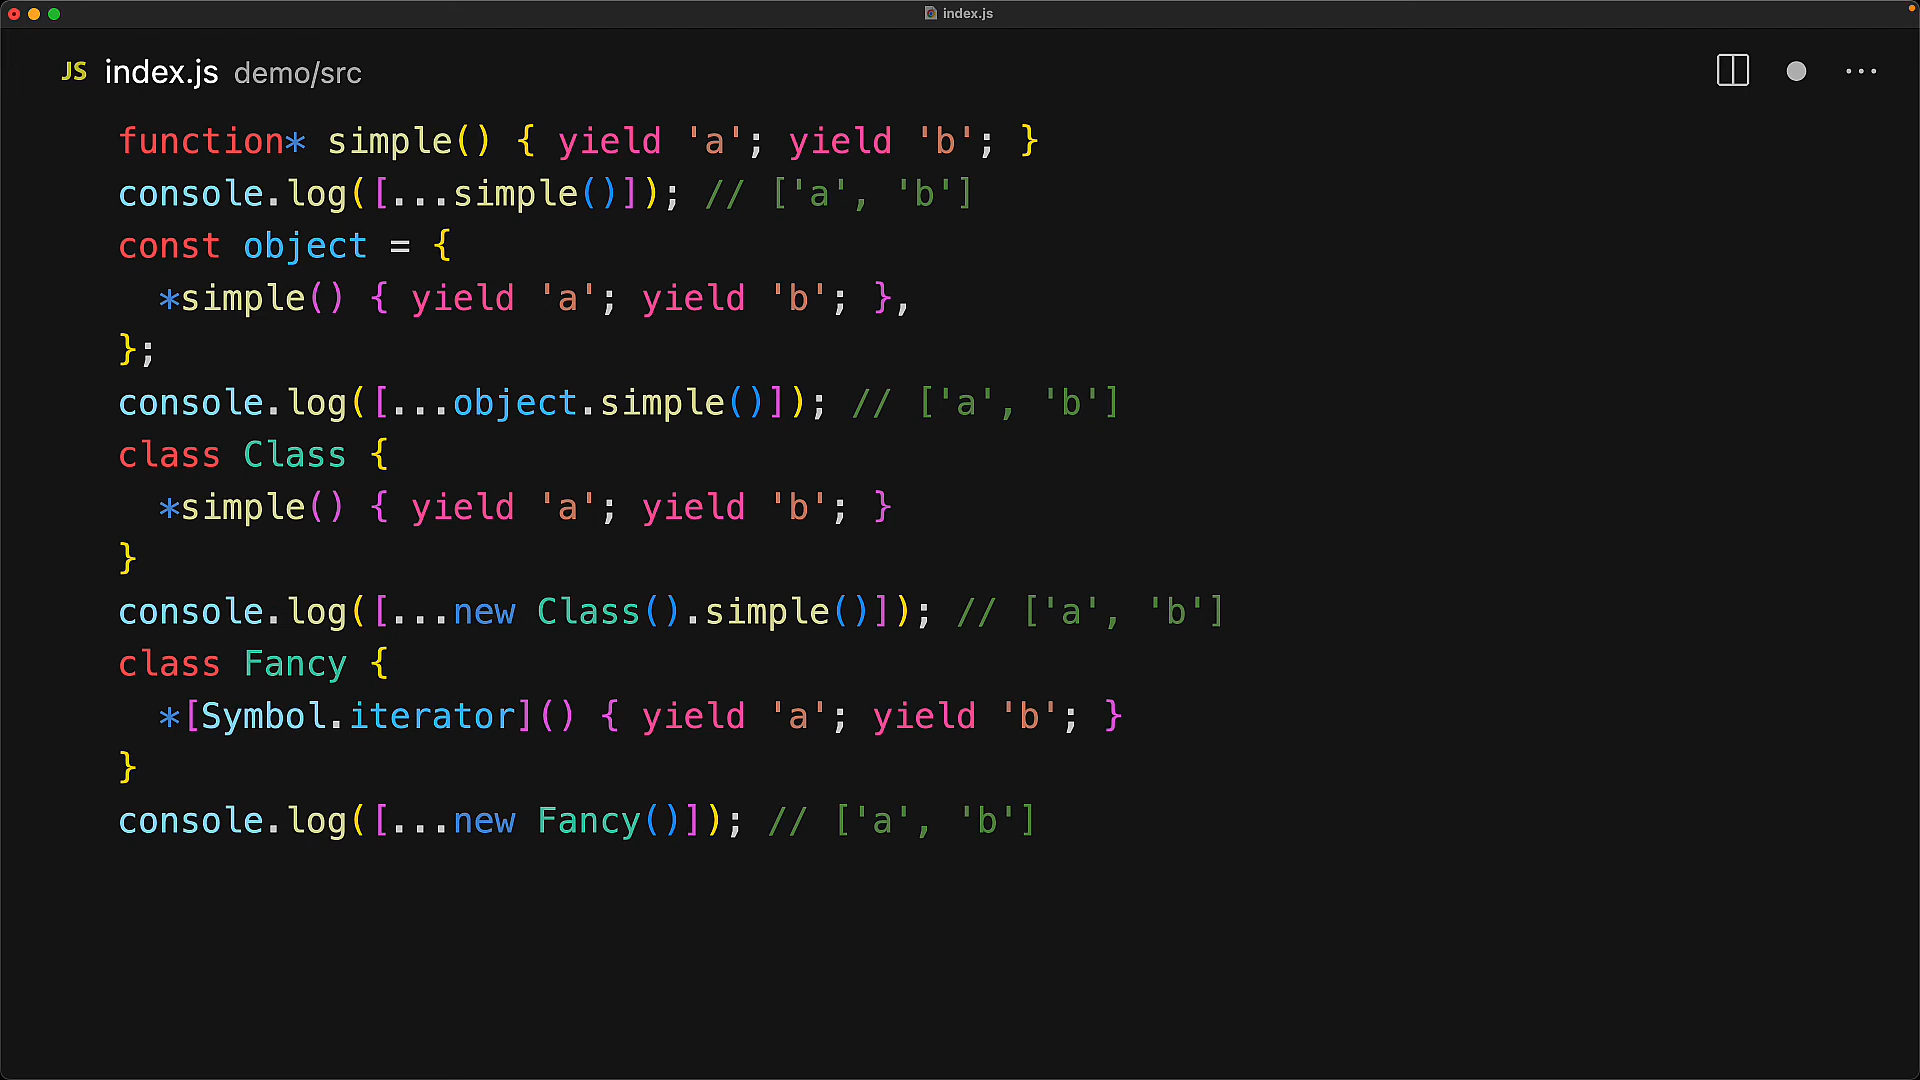 index.js
JS index.js demo/src
function* simple() { yield 'a'; yield 'b'; }
console.log([...simple()]); // ['a', 'b']
const object = {
  *simple() { yield 'a'; yield 'b'; },
};
console.log([...object.simple()]); // ['a', 'b']
class Class {
  *simple() { yield 'a'; yield 'b'; }
}
console.log([...new Class().simple()]); // ['a', 'b']
class Fancy {
  *[Symbol.iterator]() { yield 'a'; yield 'b'; }
}
console.log([...new Fancy()]); // ['a', 'b']